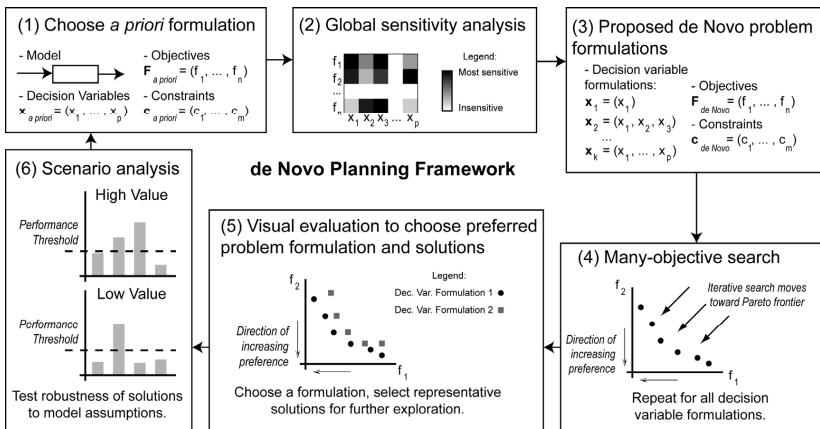 (1) Choose a priori formulation
- Model
- Objectives
F a priori = (f1, ... , fn)
- Decision Variables
x a priori = (x1, ... , xp)
- Constraints
c a priori = (c1, ... , cm)
(2) Global sensitivity analysis
f1
f2
...
fn
x1 x2 x3 ... xp
Legend:
Most sensitive
Insensitive
(3) Proposed de Novo problem
formulations
- Decision variable
formulations:
x1 = (x1)
x2 = (x1, x2, x3)
...
xk = (x1, ... , xp)
- Objectives
F de Novo = (f1, ... , fn)
- Constraints
c de Novo = (c1, ... , cm)
de Novo Planning Framework
(4) Many-objective search
f2
Iterative search moves
toward Pareto frontier
Direction of
increasing
preference
f1
Repeat for all decision
variable formulations.
(5) Visual evaluation to choose preferred
problem formulation and solutions
f2
Legend:
Dec. Var. Formulation 1
Dec. Var. Formulation 2
Direction of
increasing
preference
f1
Choose a formulation, select representative
solutions for further exploration.
(6) Scenario analysis
High Value
Performance
Threshold
Low Value
Performance
Threshold
Test robustness of solutions
to model assumptions.